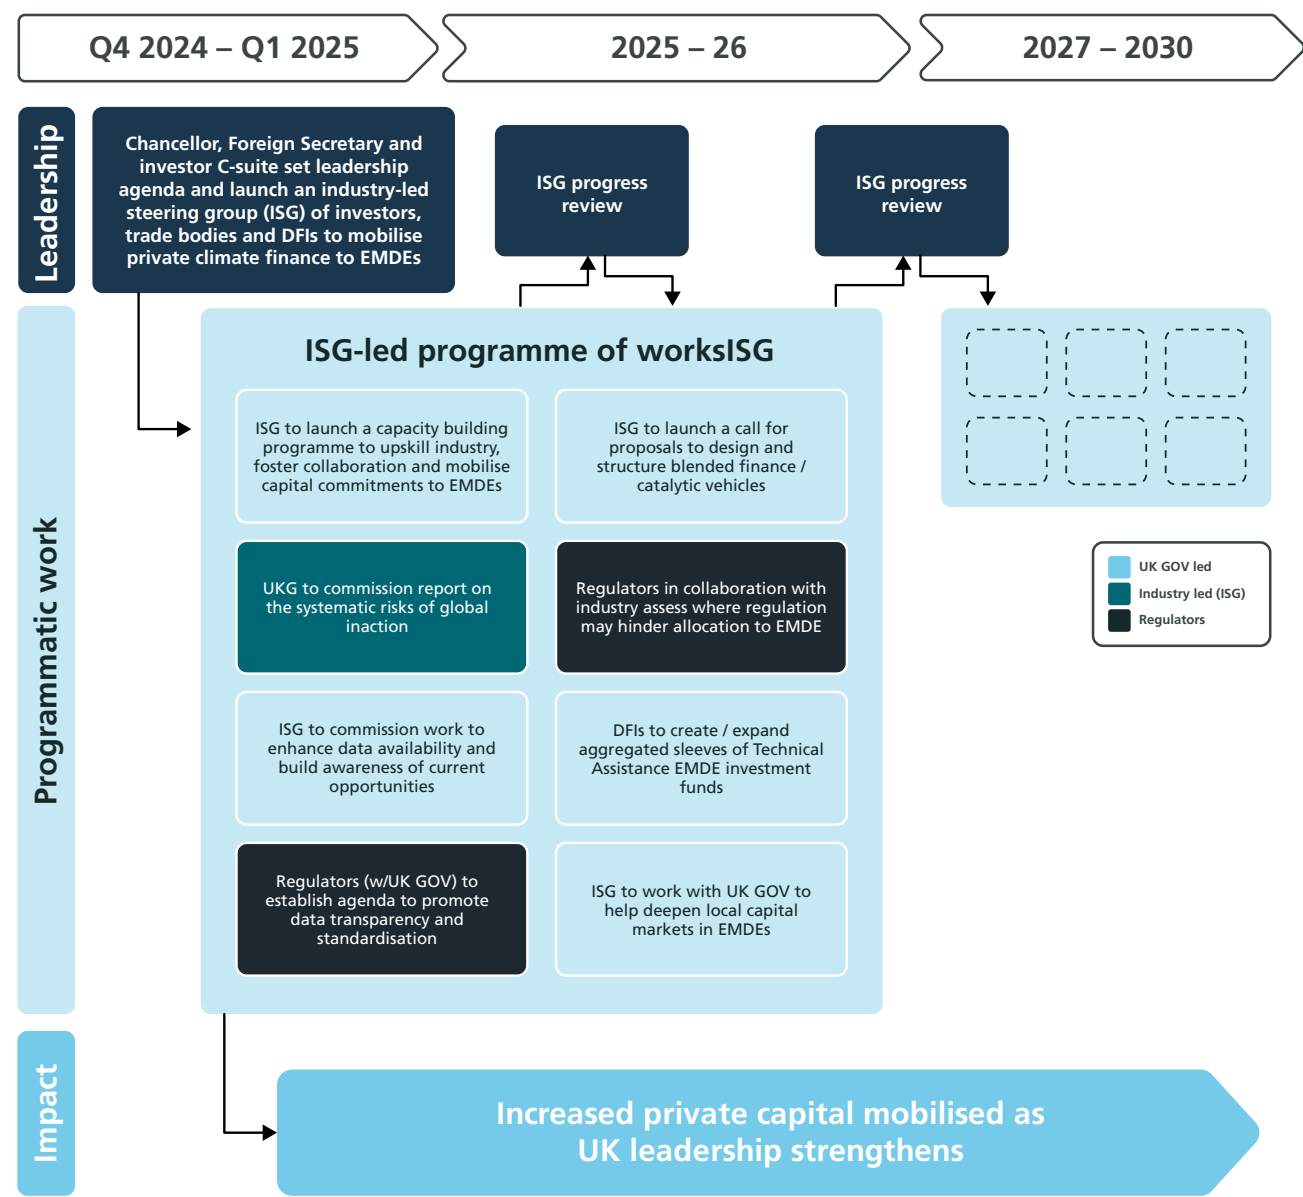 Q4 2024 – Q1 2025
2025 – 26
2027 – 2030
Leadership
Chancellor, Foreign Secretary and
investor C-suite set leadership
agenda and launch an industry-led
steering group (ISG) of investors,
trade bodies and DFIs to mobilise
private climate finance to EMDEs
ISG progress
review
ISG progress
review
Programmatic work
ISG-led programme of worksISG
ISG to launch a capacity building
programme to upskill industry,
foster collaboration and mobilise
capital commitments to EMDEs
ISG to launch a call for
proposals to design and
structure blended finance /
catalytic vehicles
UKG to commission report on
the systematic risks of global
inaction
Regulators in collaboration with
industry assess where regulation
may hinder allocation to EMDE
ISG to commission work to
enhance data availability and
build awareness of current
opportunities
DFIs to create / expand
aggregated sleeves of Technical
Assistance EMDE investment
funds
Regulators (w/UK GOV) to
establish agenda to promote
data transparency and
standardisation
ISG to work with UK GOV to
help deepen local capital
markets in EMDEs
UK GOV led
Industry led (ISG)
Regulators
Impact
Increased private capital mobilised as
UK leadership strengthens